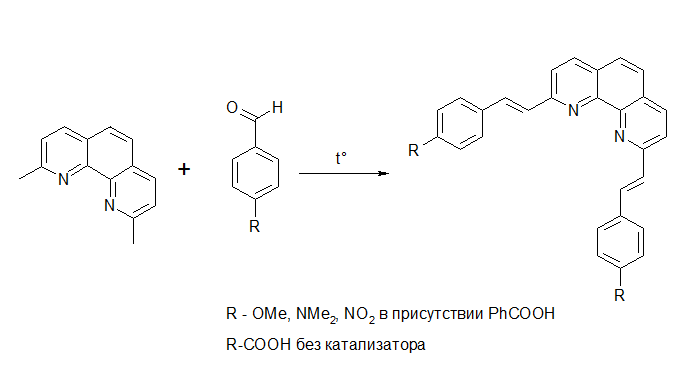 O H
N
N
+
R
t°
R
N
N
R
R - OMe, NMe₂, NO₂ в присутствии PhCOOH
R-COOH без катализатора